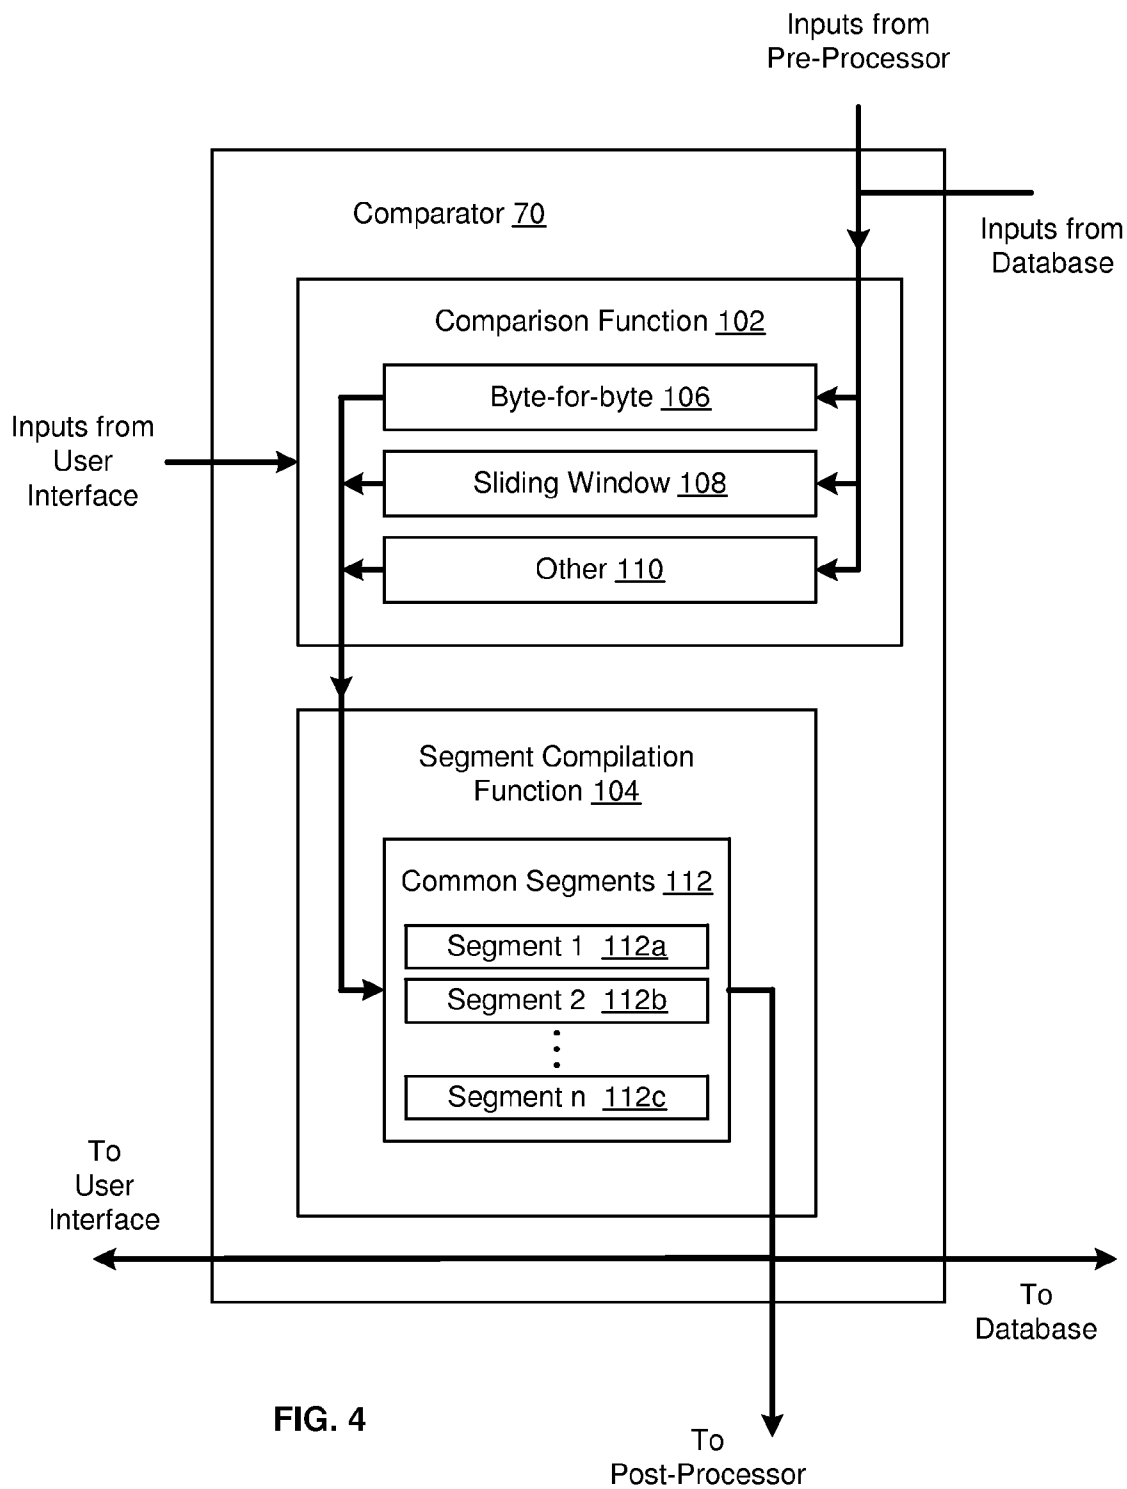 Inputs from
Pre-Processor
Comparator 70
Inputs from
Database
Comparison Function 102
Byte-for-byte 106
Inputs from
User
Interface
Sliding Window 108
Other 110
Segment Compilation
Function 104
Common Segments 112
Segment 1 112a
Segment 2 112b
Segment n 112c
To
User
Interface
To
Database
FIG. 4
To
Post-Processor